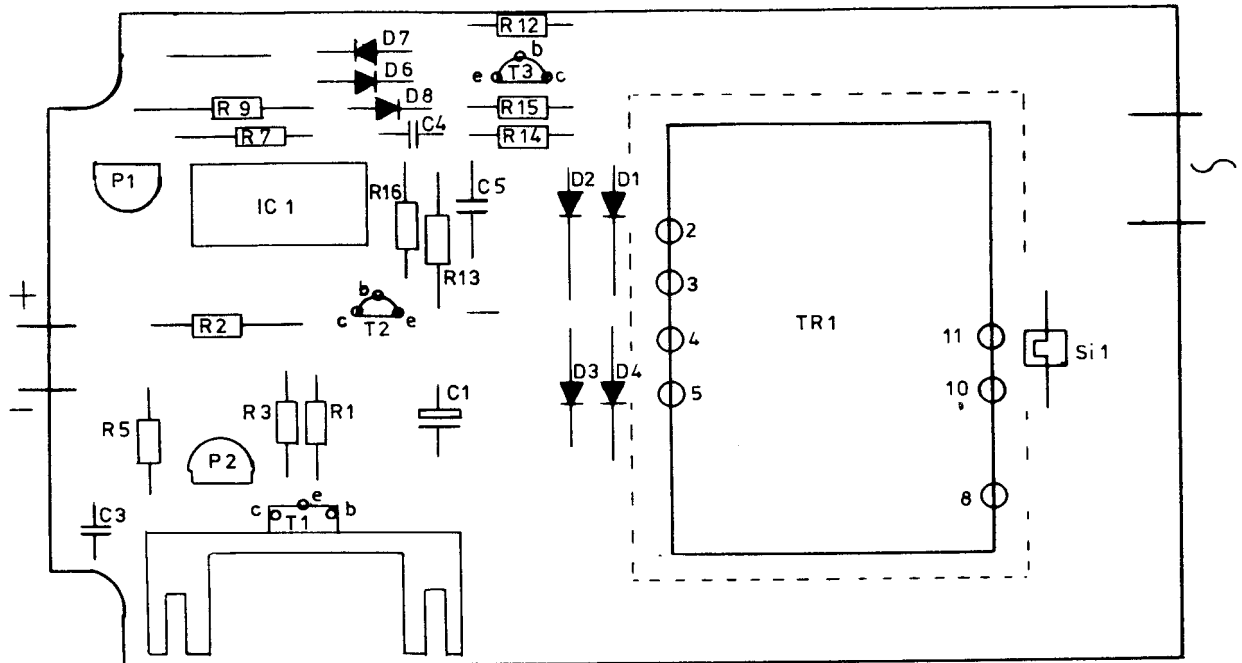 R12
D7
b
e T3 c
D6
D8
R9
R15
C4
R7
R14
P1
IC 1
R16
C5
D2
D1
2
R13
3
+
b
c T2 e
R2
TR1
4
11
Si 1
−
D3
D4
5
10
C1
R3
R1
R5
P2
8
e
c T1 b
C3